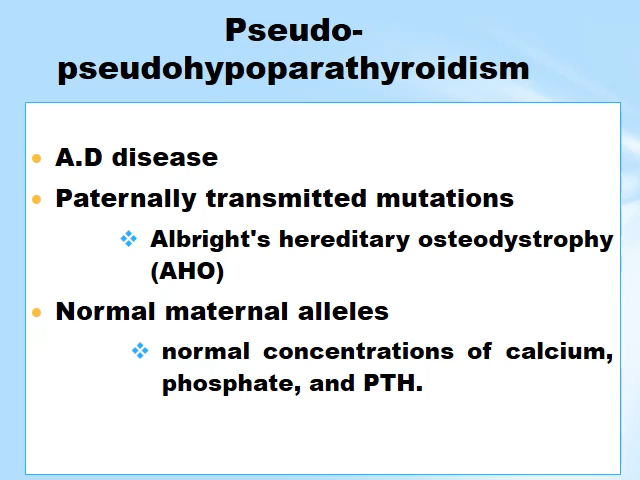 Pseudo-
pseudohypoparathyroidism
A.D disease
Paternally transmitted mutations
Albright's hereditary osteodystrophy
(AHO)
Normal maternal alleles
normal concentrations of calcium,
phosphate, and PTH.